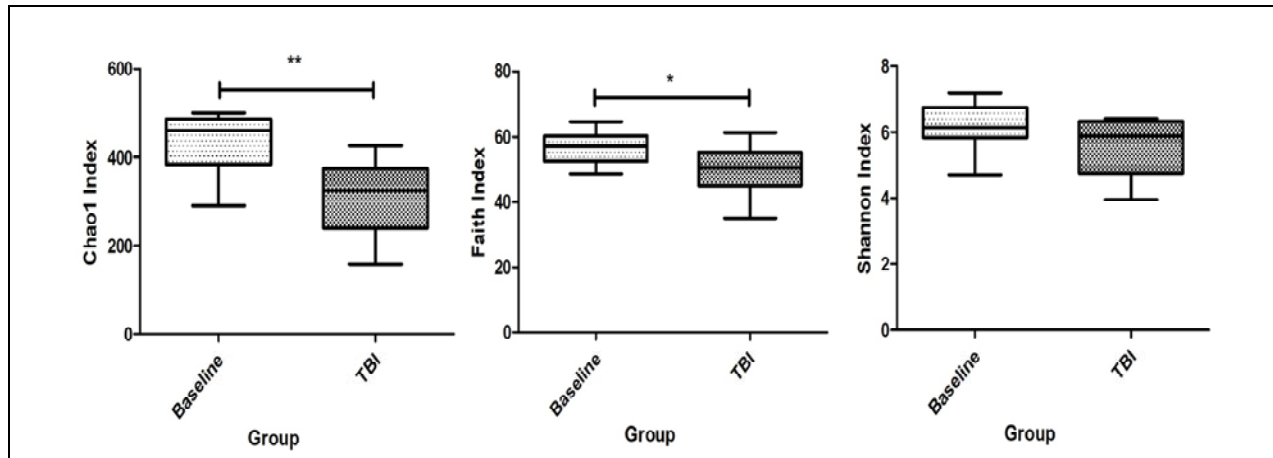 **
600
400
200
0
Chao1 Index
Baseline
TBI
Group
*
80
60
40
20
0
Faith Index
Baseline
TBI
Group
8
6
4
2
0
Shannon Index
Baseline
TBI
Group